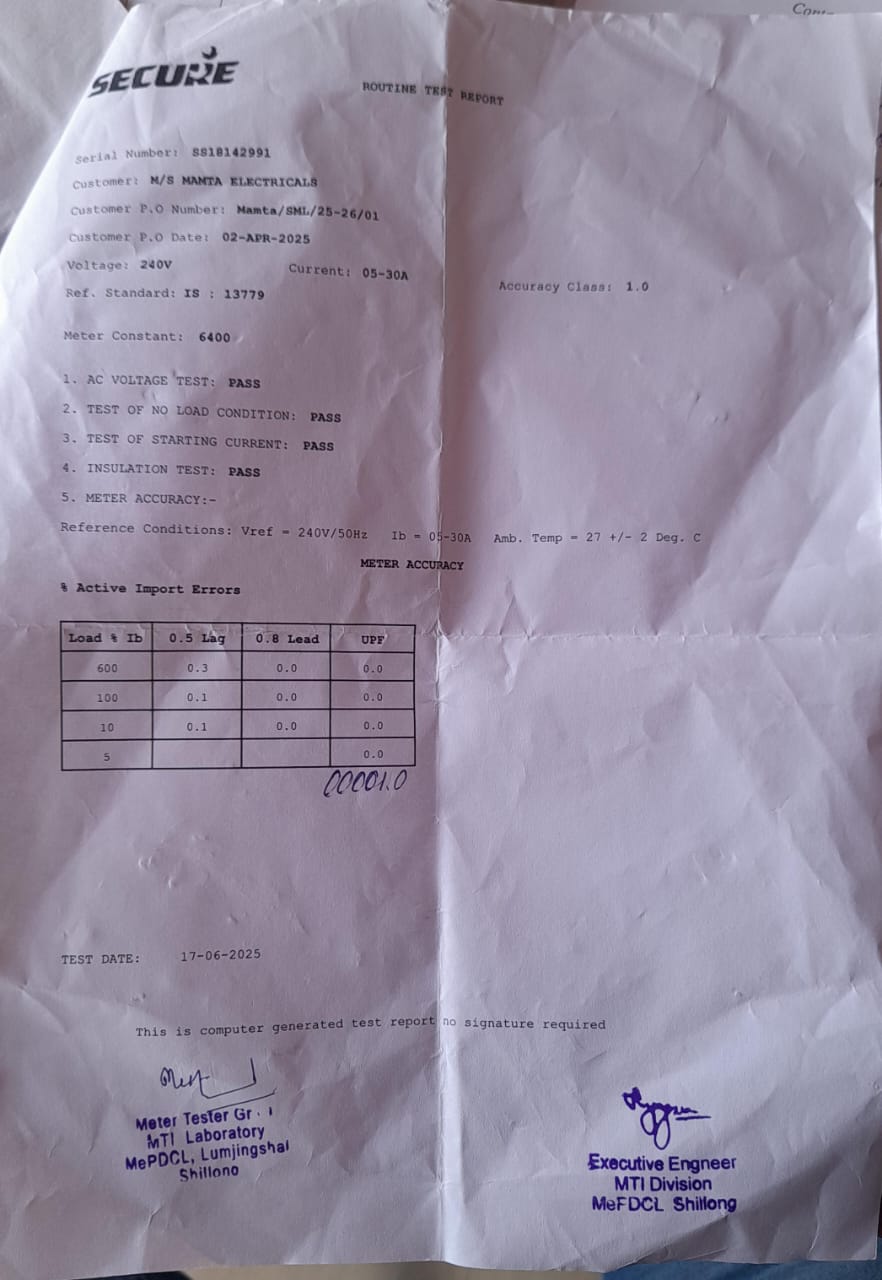 SECURE
ROUTINE TEST REPORT
Serial Number: SS18142991
Customer: M/S MAMTA ELECTRICALS
Customer P.O Number: Mamta/SML/25-26/01
Customer P.O Date: 02-APR-2025
Voltage: 240V Current: 05-30A Accuracy Class: 1.0
Ref. Standard: IS : 13779
Meter Constant: 6400
1. AC VOLTAGE TEST: PASS
2. TEST OF NO LOAD CONDITION: PASS
3. TEST OF STARTING CURRENT: PASS
4. INSULATION TEST: PASS
5. METER ACCURACY:-
Reference Conditions: Vref = 240V/50Hz Ib = 05-30A Amb. Temp = 27 +/- 2 Deg. C
METER ACCURACY
% Active Import Errors
Load % Ib 0.5 Lag 0.8 Lead UPF
600 0.3 0.0 0.0
100 0.1 0.0 0.0
10 0.1 0.0 0.0
5 0.0
00001.0
TEST DATE: 17-06-2025
This is computer generated test report no signature required
Meter Tester Gr. I
MTI Laboratory
MePDCL, Lumjingshai
Shillong
Executive Engneer
MTI Division
MePDCL Shillong